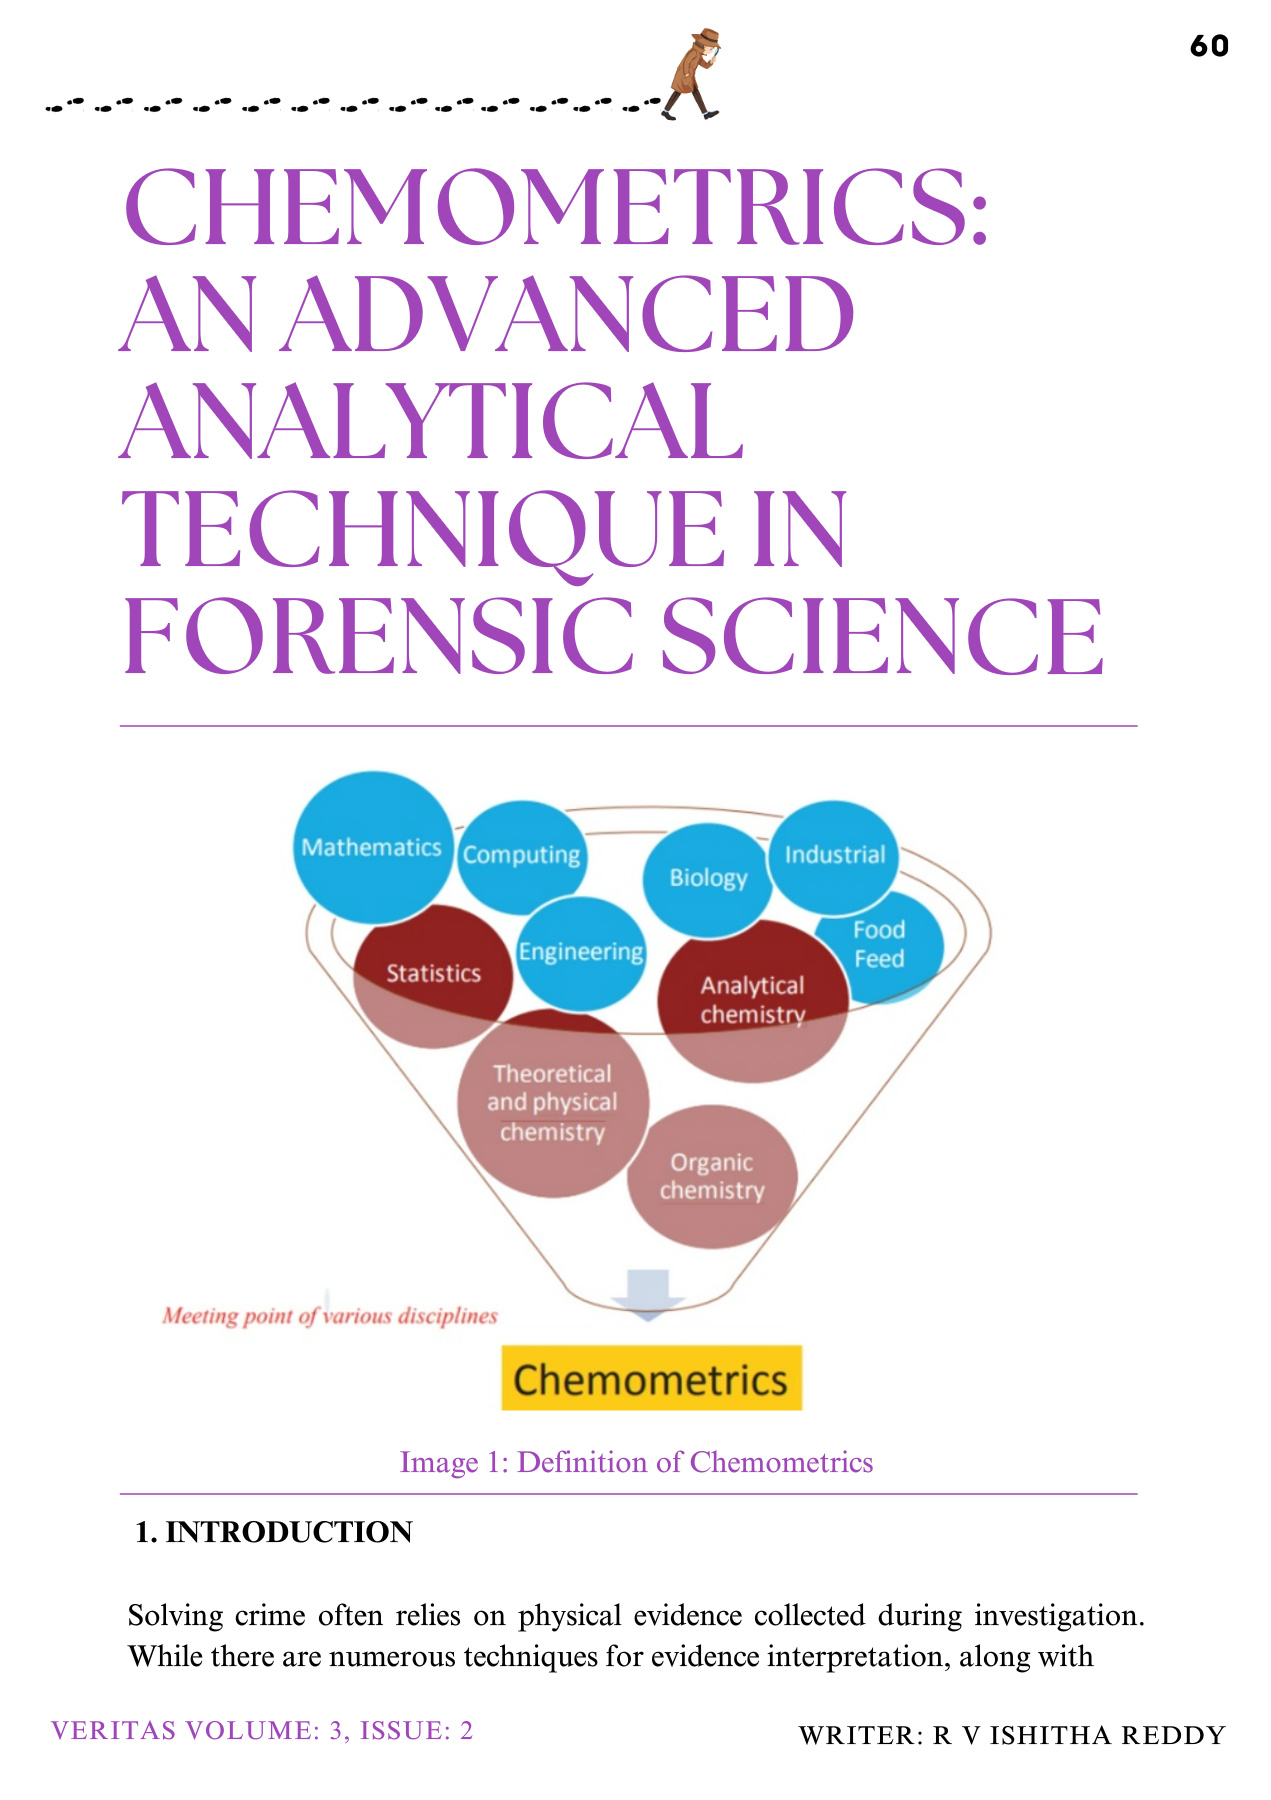 60
CHEMOMETRICS:
AN ADVANCED
ANALYTICAL
TECHNIQUE IN
FORENSIC SCIENCE
Mathematics
Computing
Biology
Industrial
Food
Feed
Statistics
Engineering
Analytical
chemistry
Theoretical
and physical
chemistry
Organic
chemistry
Meeting point of various disciplines
Chemometrics
Image 1: Definition of Chemometrics
1. INTRODUCTION
Solving crime often relies on physical evidence collected during investigation.
While there are numerous techniques for evidence interpretation, along with
VERITAS VOLUME: 3, ISSUE: 2
WRITER: R V ISHITHA REDDY